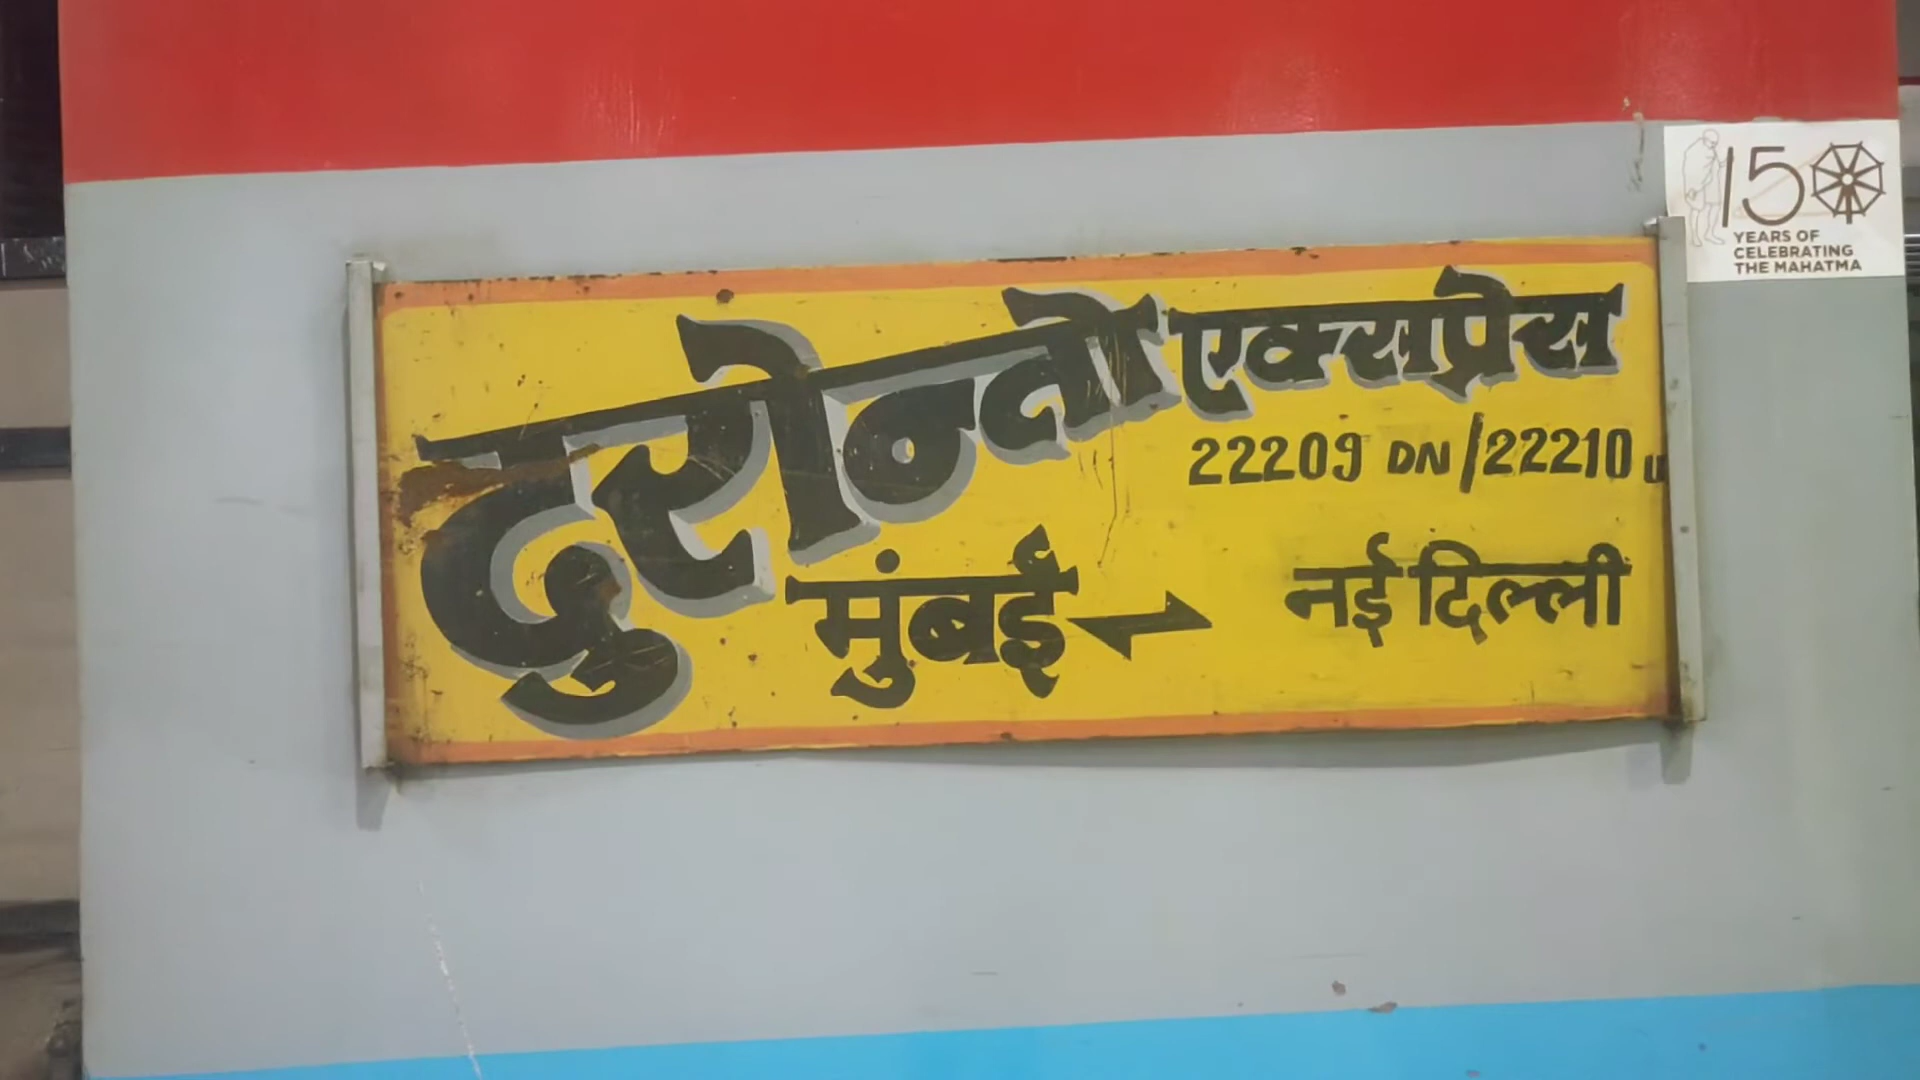 दुरोन्तो एक्सप्रेस
22209 DN/22210 U
मुंबई नई दिल्ली
150
YEARS OF
CELEBRATING
THE MAHATMA